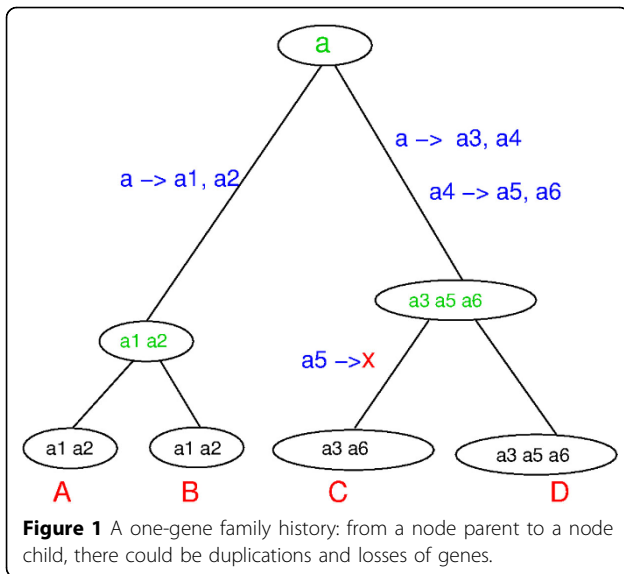 a
a -> a3, a4
a -> a1, a2
a4 -> a5, a6
a3 a5 a6
a1 a2
a5 ->x
a1 a2
a1 a2
a3 a6
a3 a5 a6
A
B
C
D
Figure 1 A one-gene family history: from a node parent to a node
child, there could be duplications and losses of genes.